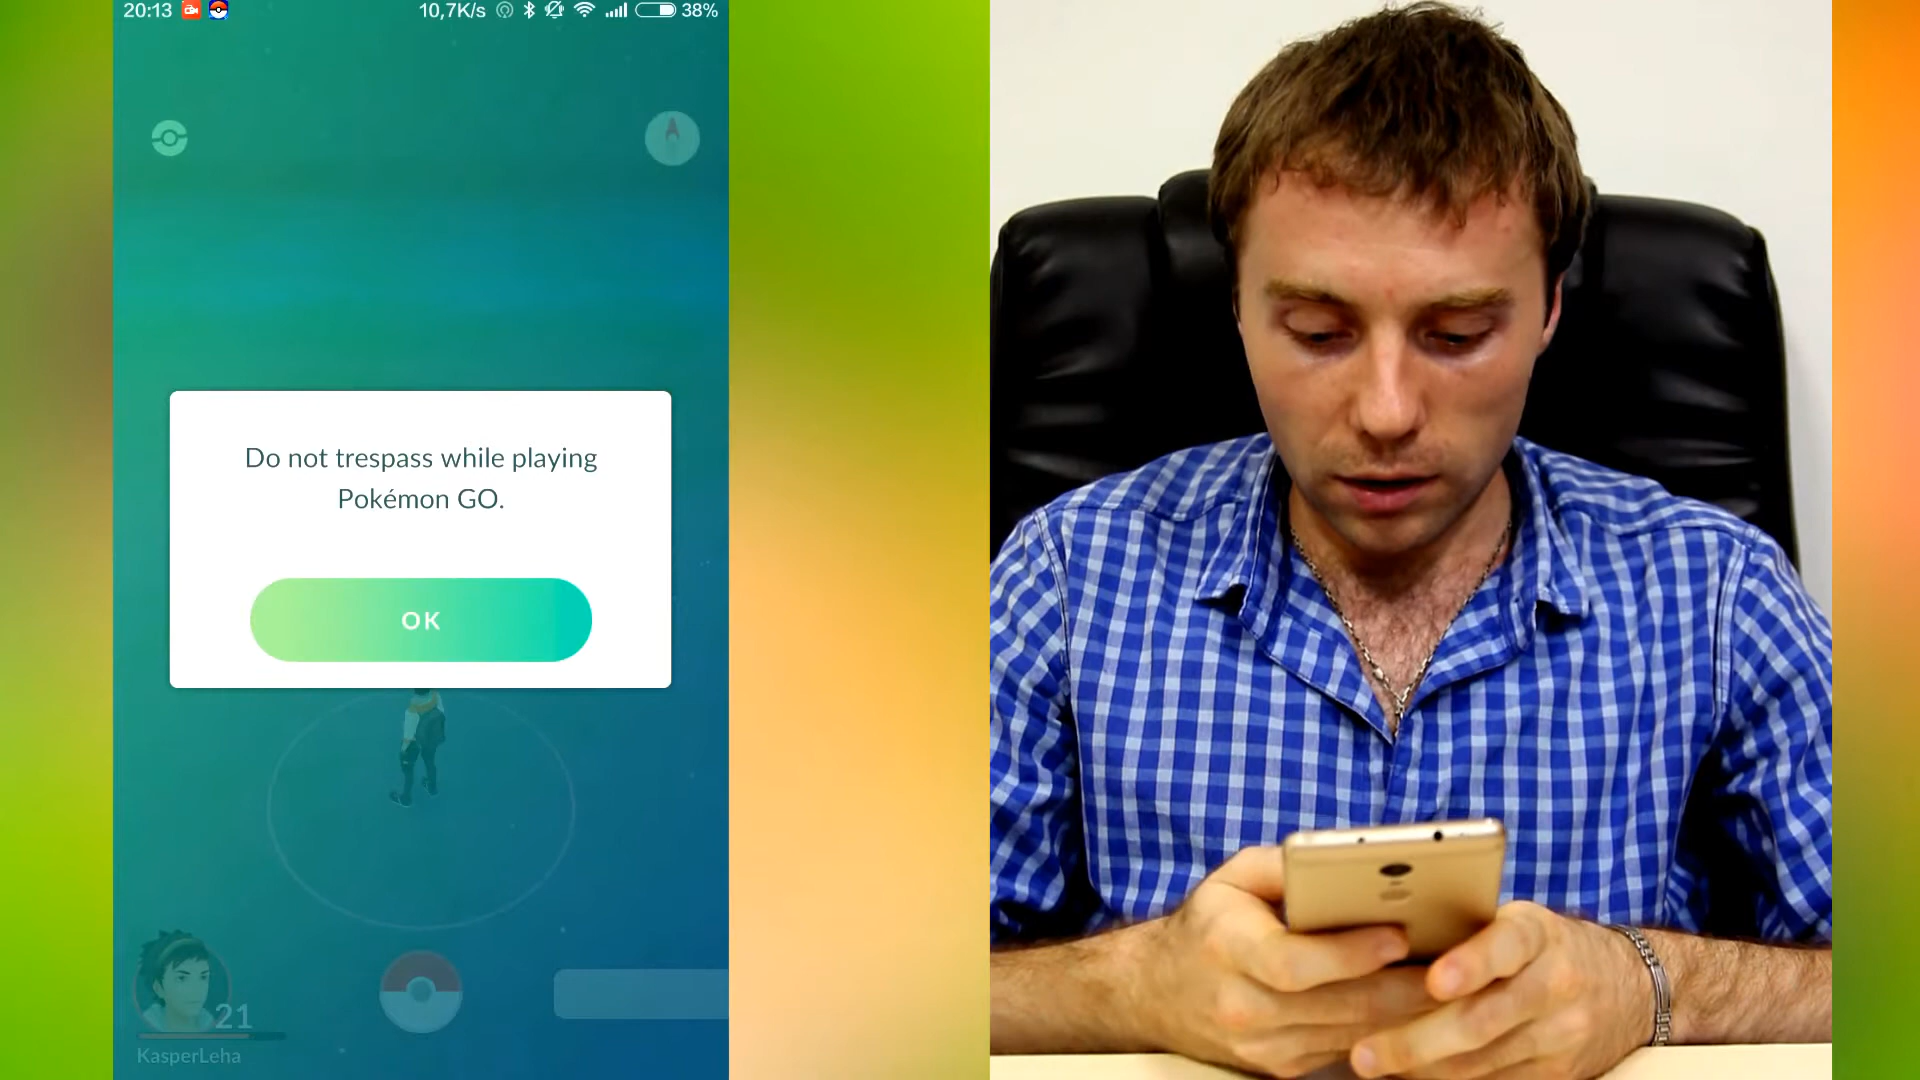 20:13 10,7K/s 38%
Do not trespass while playing
Pokémon GO.
OK
21
KasperLeha